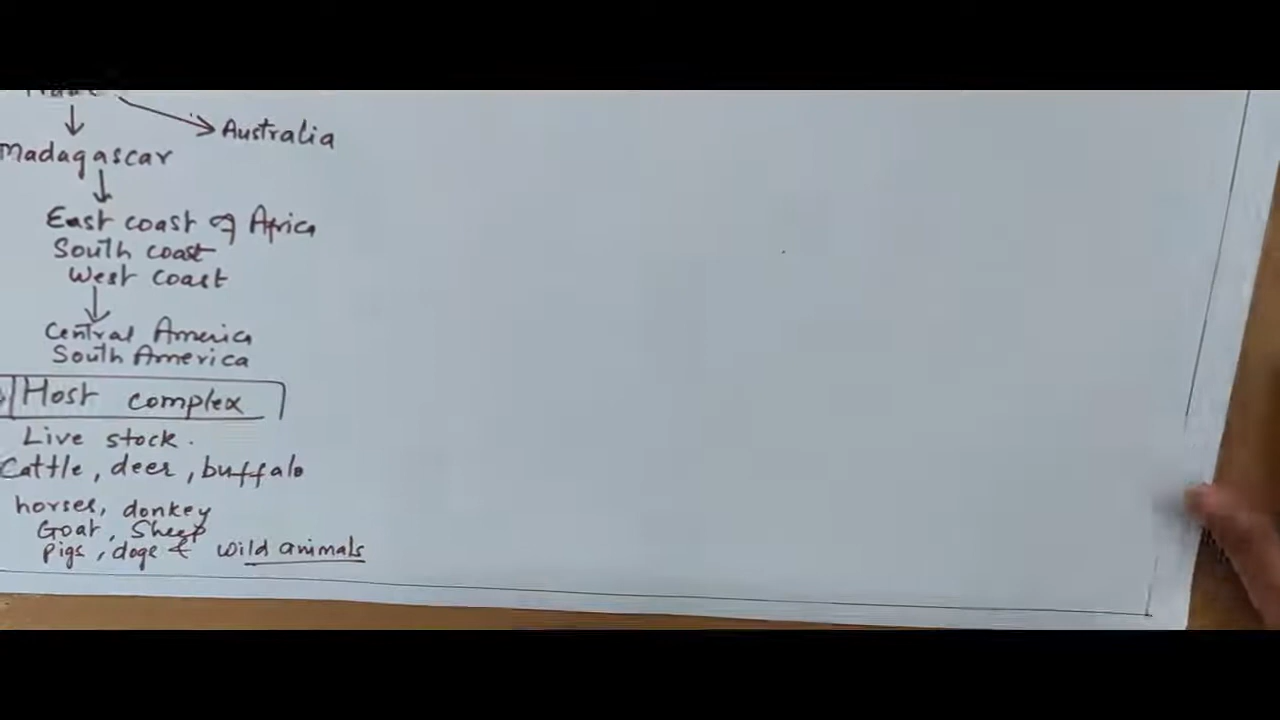 Australia
Madagascar
East coast of Africa
South coast
West coast
Central America
South America
Host complex
Live stock.
Cattle, deer, buffalo
horses, donkey
Goat, Sheep
pigs, dogs & wild animals